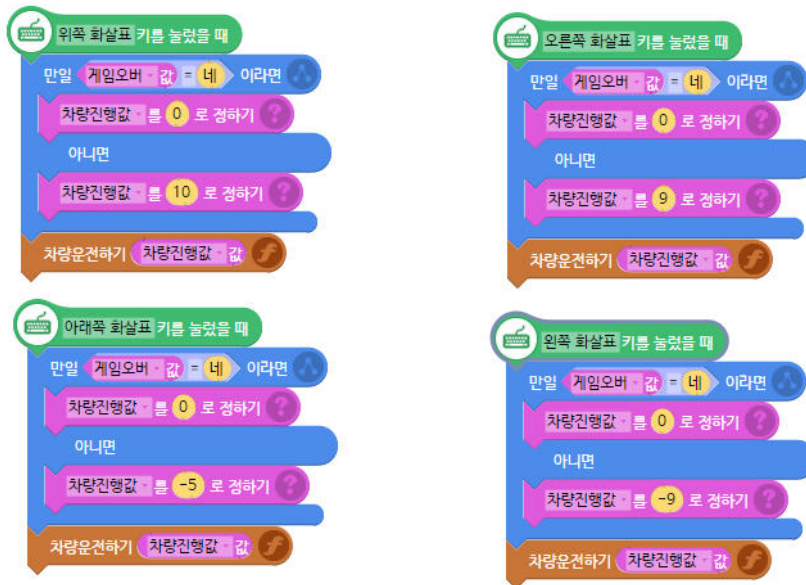 위쪽 화살표 키를 눌렀을 때
만일 게임오버 값 = 네 이라면
차량진행값 를 0 로 정하기 ?
아니면
차량진행값 를 10 로 정하기 ?
차량운전하기 차량진행값 값 f
오른쪽 화살표 키를 눌렀을 때
만일 게임오버 값 = 네 이라면
차량진행값 를 0 로 정하기 ?
아니면
차량진행값 를 9 로 정하기 ?
차량운전하기 차량진행값 값 f
아래쪽 화살표 키를 눌렀을 때
만일 게임오버 값 = 네 이라면
차량진행값 를 0 로 정하기 ?
아니면
차량진행값 를 -5 로 정하기 ?
차량운전하기 차량진행값 값 f
왼쪽 화살표 키를 눌렀을 때
만일 게임오버 값 = 네 이라면
차량진행값 를 0 로 정하기 ?
아니면
차량진행값 를 -9 로 정하기 ?
차량운전하기 차량진행값 값 f